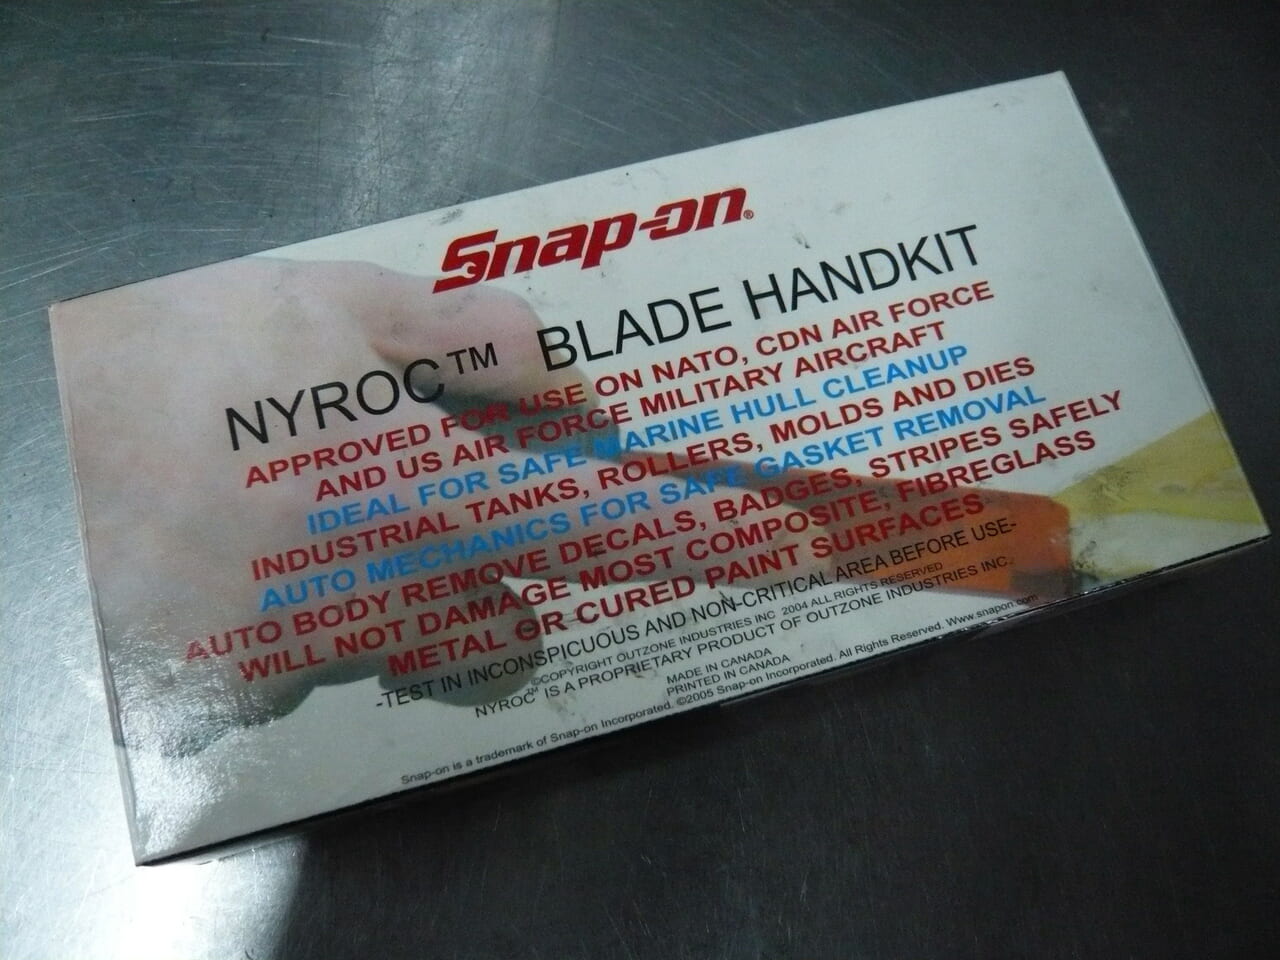 Snap-on®
NYROC™ BLADE HANDKIT
APPROVED FOR USE ON NATO, CDN AIR FORCE
AND US AIR FORCE MILITARY AIRCRAFT
IDEAL FOR SAFE MARINE HULL CLEANUP
INDUSTRIAL TANKS, ROLLERS, MOLDS AND DIES
AUTO MECHANICS FOR SAFE GASKET REMOVAL
AUTO BODY REMOVE DECALS, BADGES, STRIPES SAFELY
WILL NOT DAMAGE MOST COMPOSITE, FIBREGLASS
METAL OR CURED PAINT SURFACES
-TEST IN INCONSPICUOUS AND NON-CRITICAL AREA BEFORE USE-
©COPYRIGHT OUTZONE INDUSTRIES INC 2004 ALL RIGHTS RESERVED
NYROC™ IS A PROPRIETARY PRODUCT OF OUTZONE INDUSTRIES INC.
MADE IN CANADA
PRINTED IN CANADA
Snap-on is a trademark of Snap-on Incorporated. ©2005 Snap-on Incorporated. All Rights Reserved. Www.snapon.com